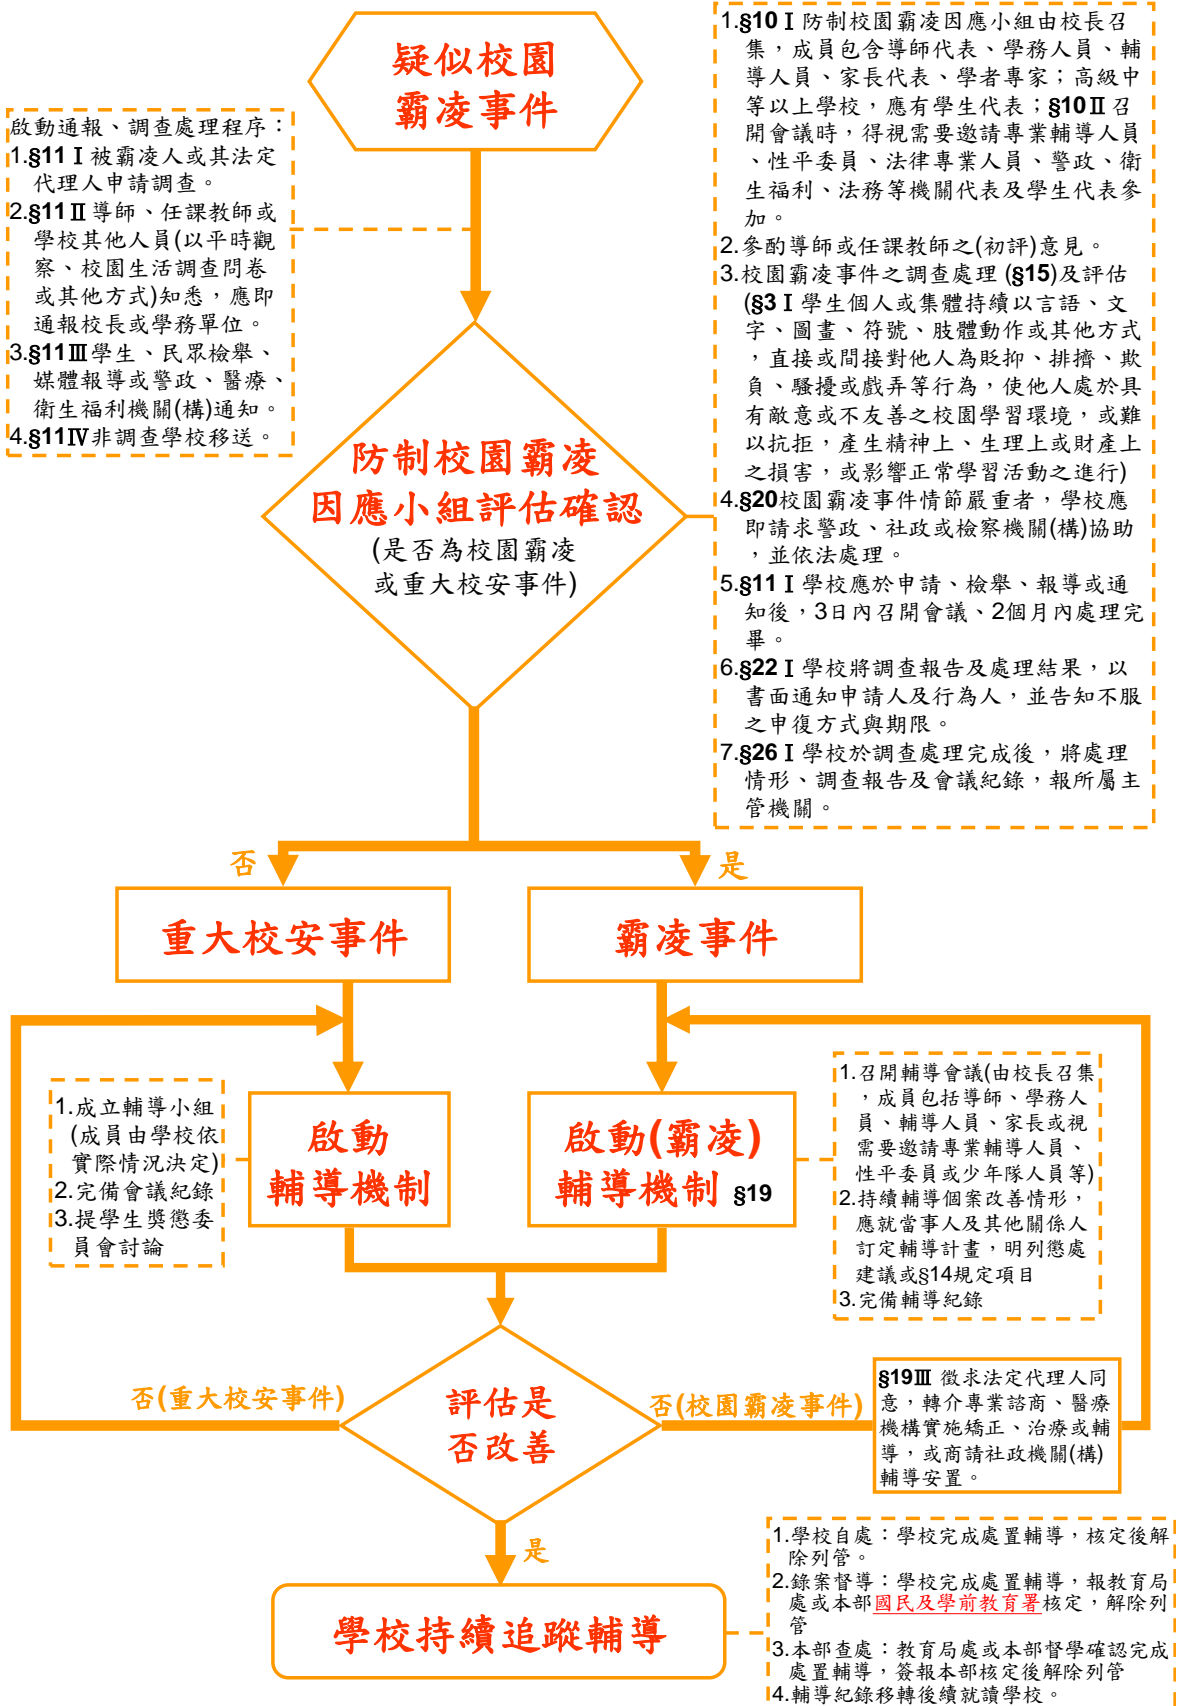 疑似校園
霸凌事件
啟動通報、調查處理程序：
1.§11Ⅰ被霸凌人或其法定
代理人申請調查。
2.§11Ⅱ導師、任課教師或
學校其他人員(以平時觀
察、校園生活調查問卷
或其他方式)知悉，應即
通報校長或學務單位。
3.§11Ⅲ學生、民眾檢舉、
媒體報導或警政、醫療、
衛生福利機關(構)通知。
4.§11Ⅳ非調查學校移送。
1.§10Ⅰ防制校園霸凌因應小組由校長召
集，成員包含導師代表、學務人員、輔
導人員、家長代表、學者專家；高級中
等以上學校，應有學生代表；§10Ⅱ召
開會議時，得視需要邀請專業輔導人員
、性平委員、法律專業人員、警政、衛
生福利、法務等機關代表及學生代表參
加。
2.參酌導師或任課教師之(初評)意見。
3.校園霸凌事件之調查處理 (§15)及評估
(§3Ⅰ學生個人或集體持續以言語、文
字、圖畫、符號、肢體動作或其他方式
，直接或間接對他人為貶抑、排擠、欺
負、騷擾或戲弄等行為，使他人處於具
有敵意或不友善之校園學習環境，或難
以抗拒，產生精神上、生理上或財產上
之損害，或影響正常學習活動之進行)
4.§20校園霸凌事件情節嚴重者，學校應
即請求警政、社政或檢察機關(構)協助
，並依法處理。
5.§11Ⅰ學校應於申請、檢舉、報導或通
知後，3日內召開會議、2個月內處理完
畢。
6.§22Ⅰ學校將調查報告及處理結果，以
書面通知申請人及行為人，並告知不服
之申復方式與期限。
7.§26Ⅰ學校於調查處理完成後，將處理
情形、調查報告及會議紀錄，報所屬主
管機關。
防制校園霸凌
因應小組評估確認
(是否為校園霸凌
或重大校安事件)
否
是
重大校安事件
霸凌事件
1.成立輔導小組
(成員由學校依
實際情況決定)
2.完備會議紀錄
3.提學生獎懲委
員會討論
啟動
輔導機制
啟動(霸凌)
輔導機制 §19
1.召開輔導會議(由校長召集
，成員包括導師、學務人
員、輔導人員、家長或視
需要邀請專業輔導人員、
性平委員或少年隊人員等)
2.持續輔導個案改善情形，
應就當事人及其他關係人
訂定輔導計畫，明列懲處
建議或§14規定項目
3.完備輔導紀錄
否(重大校安事件)
評估是
否改善
否(校園霸凌事件)
§19Ⅲ 徵求法定代理人同
意，轉介專業諮商、醫療
機構實施矯正、治療或輔
導，或商請社政機關(構)
輔導安置。
是
學校持續追蹤輔導
1.學校自處：學校完成處置輔導，核定後解
除列管。
2.錄案督導：學校完成處置輔導，報教育局
處或本部國民及學前教育署核定，解除列
管
3.本部查處：教育局處或本部督學確認完成
處置輔導，簽報本部核定後解除列管
4.輔導紀錄移轉後續就讀學校。